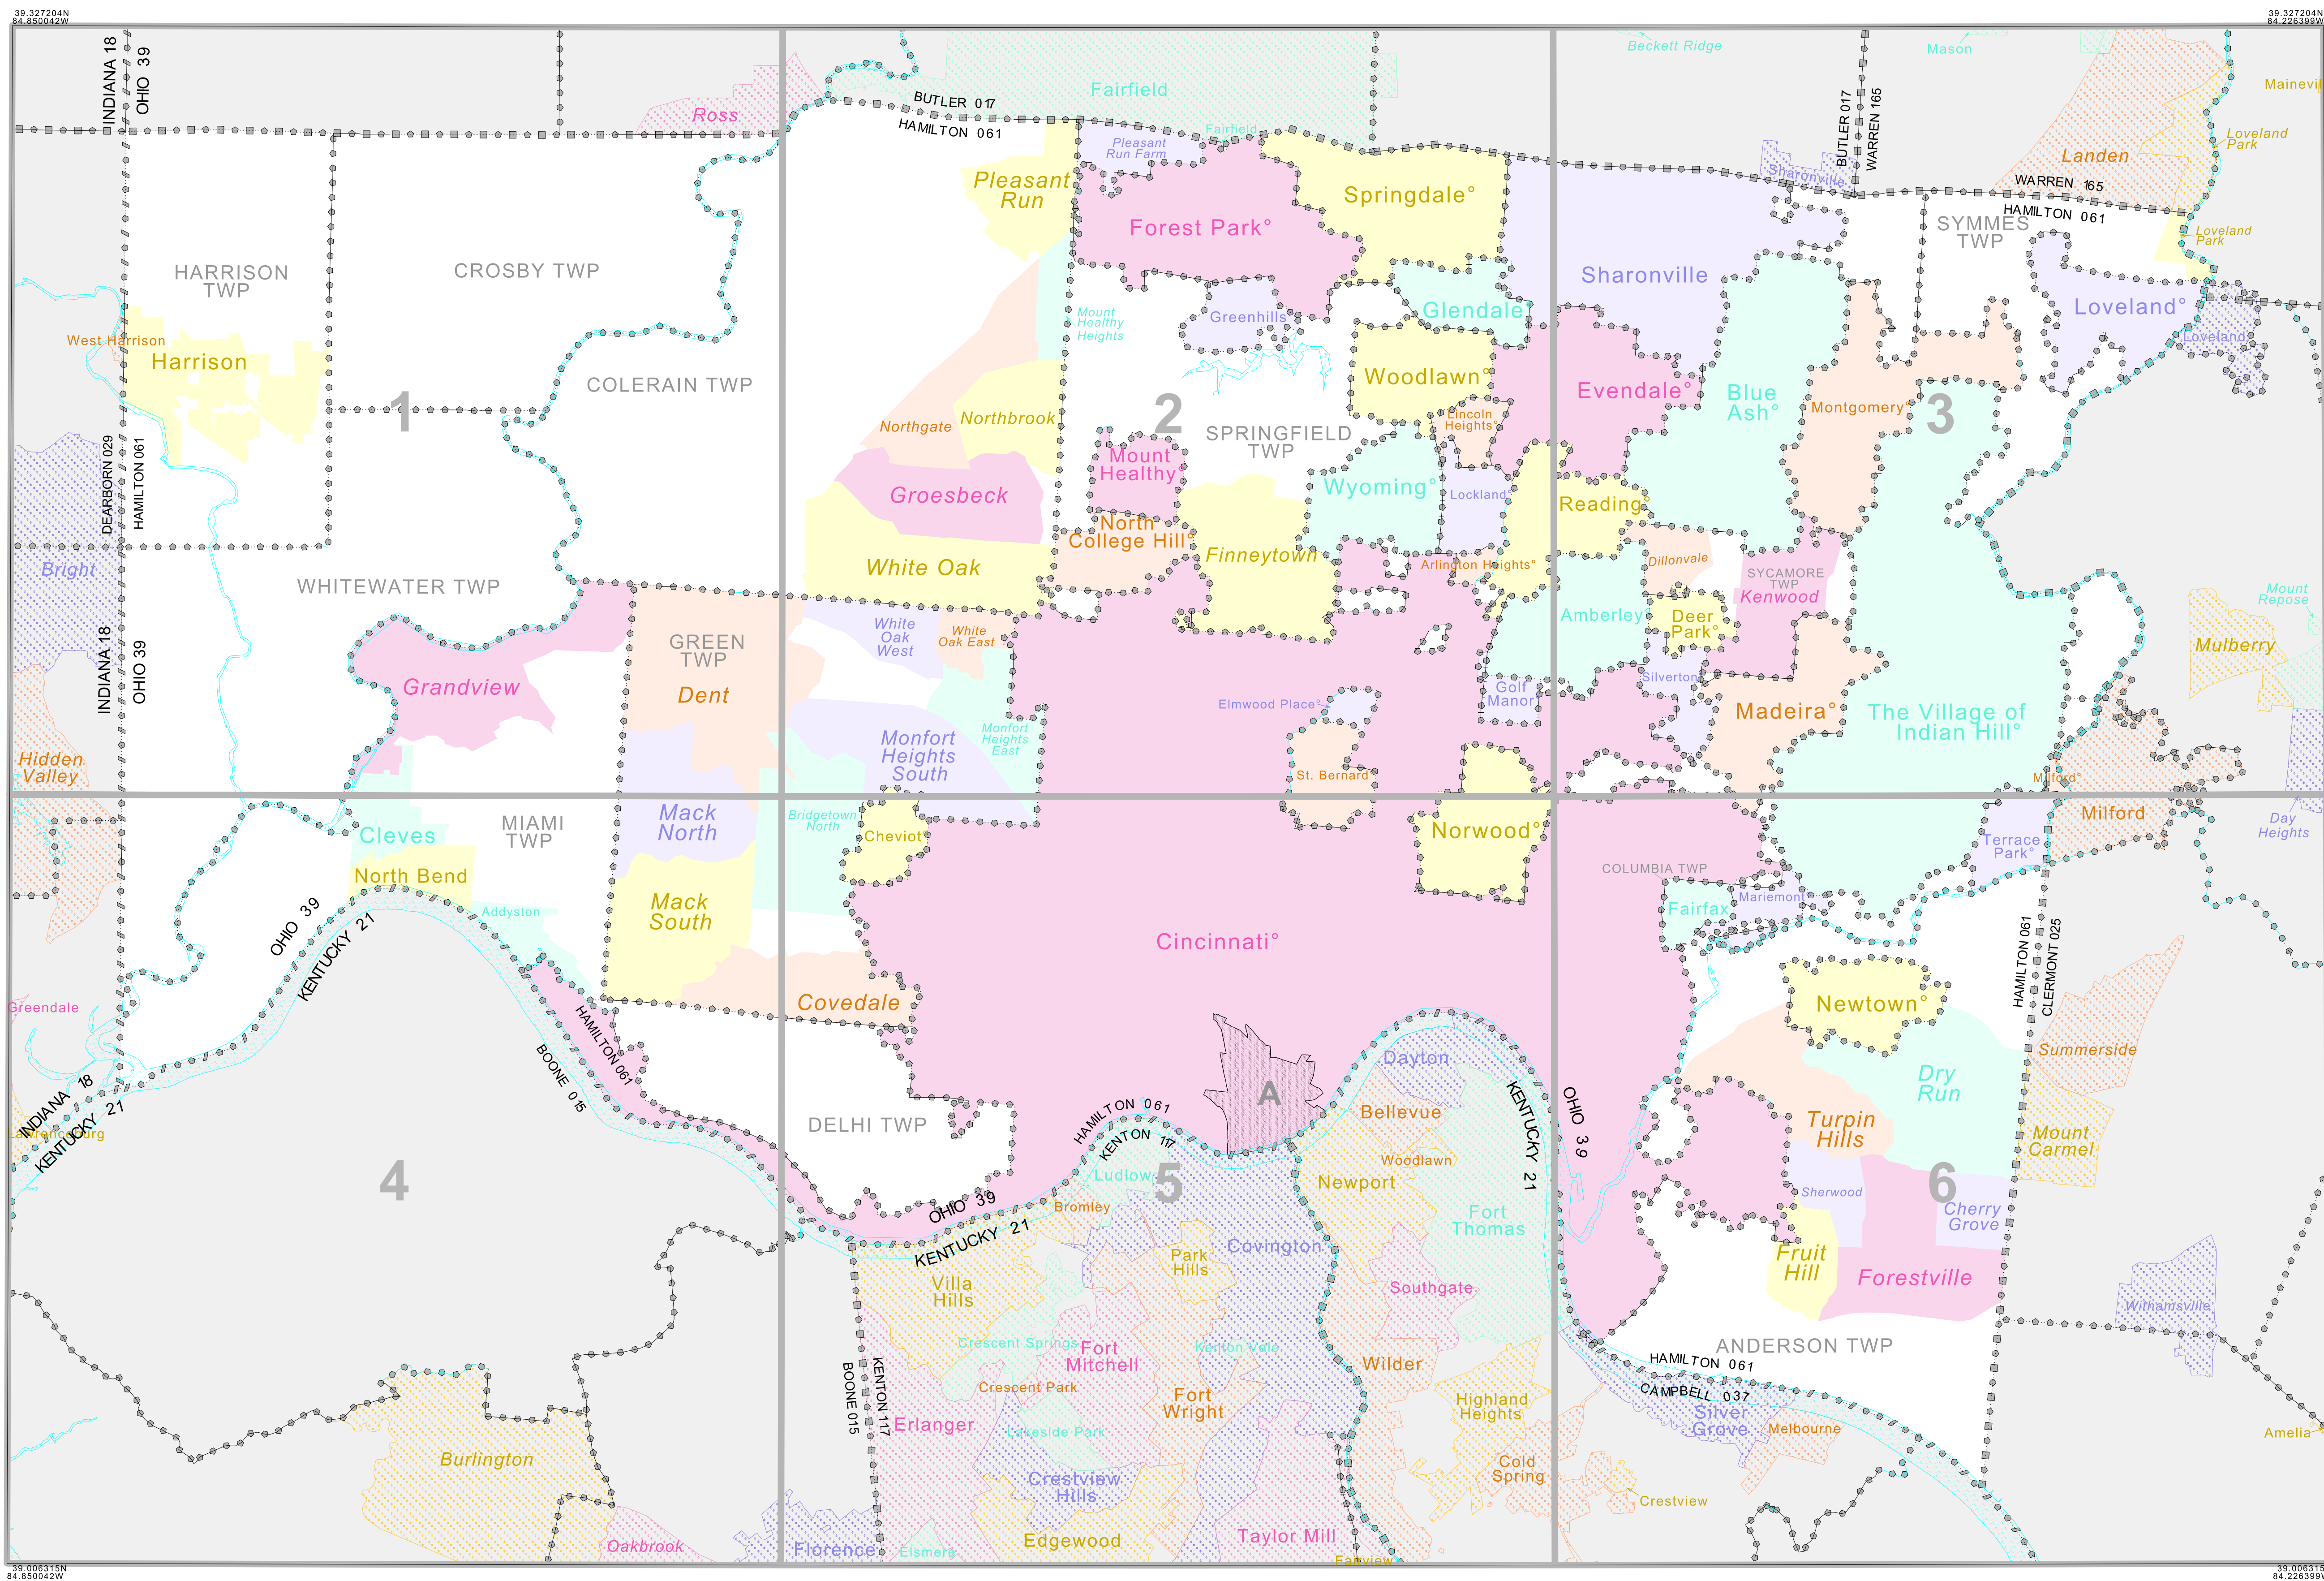 39.327204N
84.850042W
39.327204N
84.226399W
INDIANA 18
OHIO 39
Ross
BUTLER 017
HAMILTON 061
Fairfield
Fairfield
Beckett Ridge
Mason
BUTLER 017
WARREN 165
Landen
Loveland
Park
WARREN 165
HAMILTON 061
Loveland
Park
Sharonville
Pleasant
Run Farm
Pleasant
Run
Forest Park°
Springdale°
SYMMES
TWP
HARRISON
TWP
CROSBY TWP
Sharonville
Loveland°
Loveland
Mount
Healthy
Heights
Greenhills
Glendale°
West Harrison
Harrison
COLERAIN TWP
Woodlawn°
Evendale°
Blue
Ash°
Montgomery°
1
2
3
Northgate
Northbrook
SPRINGFIELD
TWP
Lincoln
Heights°
DEARBORN 029
HAMILTON 061
Mount
Healthy°
Groesbeck
Wyoming°
Lockland°
Reading°
North
College Hill°
Finneytown
Arlington Heights°
Dillonvale
Bright
WHITEWATER TWP
White Oak
SYCAMORE
TWP
Kenwood
Mount
Repose
Amberley
Deer
Park°
Mulberry
INDIANA 18
OHIO 39
GREEN
TWP
White
Oak
West
White
Oak East
Grandview
Dent
Silverton
Golf
Manor
Elmwood Place°
Madeira°
The Village of
Indian Hill°
Monfort
Heights
South
Monfort
Heights
East
Hidden
Valley
St. Bernard
Milford°
Cleves
MIAMI
TWP
Mack
North
Bridgetown
North
Cheviot°
Norwood°
Milford
Day
Heights
Terrace
Park°
COLUMBIA TWP
North Bend
Mack
South
Addyston
Fairfax
Mariemont°
OHIO 39
KENTUCKY 21
Cincinnati°
HAMILTON 061
CLERMONT 025
Greendale
Covedale
Newtown°
HAMILTON 061
BOONE 015
Dayton
Summerside
INDIANA 18
KENTUCKY 21
Lawrenceburg
DELHI TWP
A
Bellevue
KENTUCKY 21
OHIO 39
Dry
Run
Turpin
Hills
Mount
Carmel
HAMILTON 061
KENTON 117
Ludlow
Woodlawn
Newport
4
5
6
Sherwood
Cherry
Grove
OHIO 39
KENTUCKY 21
Bromley
Covington
Fort
Thomas
Park
Hills
Villa
Hills
Southgate
Fruit
Hill
Forestville
Withamsville
Crescent Springs
Fort
Mitchell
Kenton Vale
Wilder
ANDERSON TWP
HAMILTON 061
CAMPBELL 037
BOONE 015
KENTON 117
Crescent Park
Fort
Wright
Highland
Heights
Silver
Grove
Melbourne
Erlanger
Lakeside Park
Amelia
Burlington
Crestview
Hills
Cold
Spring
Crestview
Oakbrook
Florence
Elsmere
Edgewood
Taylor Mill
Fairview
39.006315N
84.850042W
39.006315
84.226399W